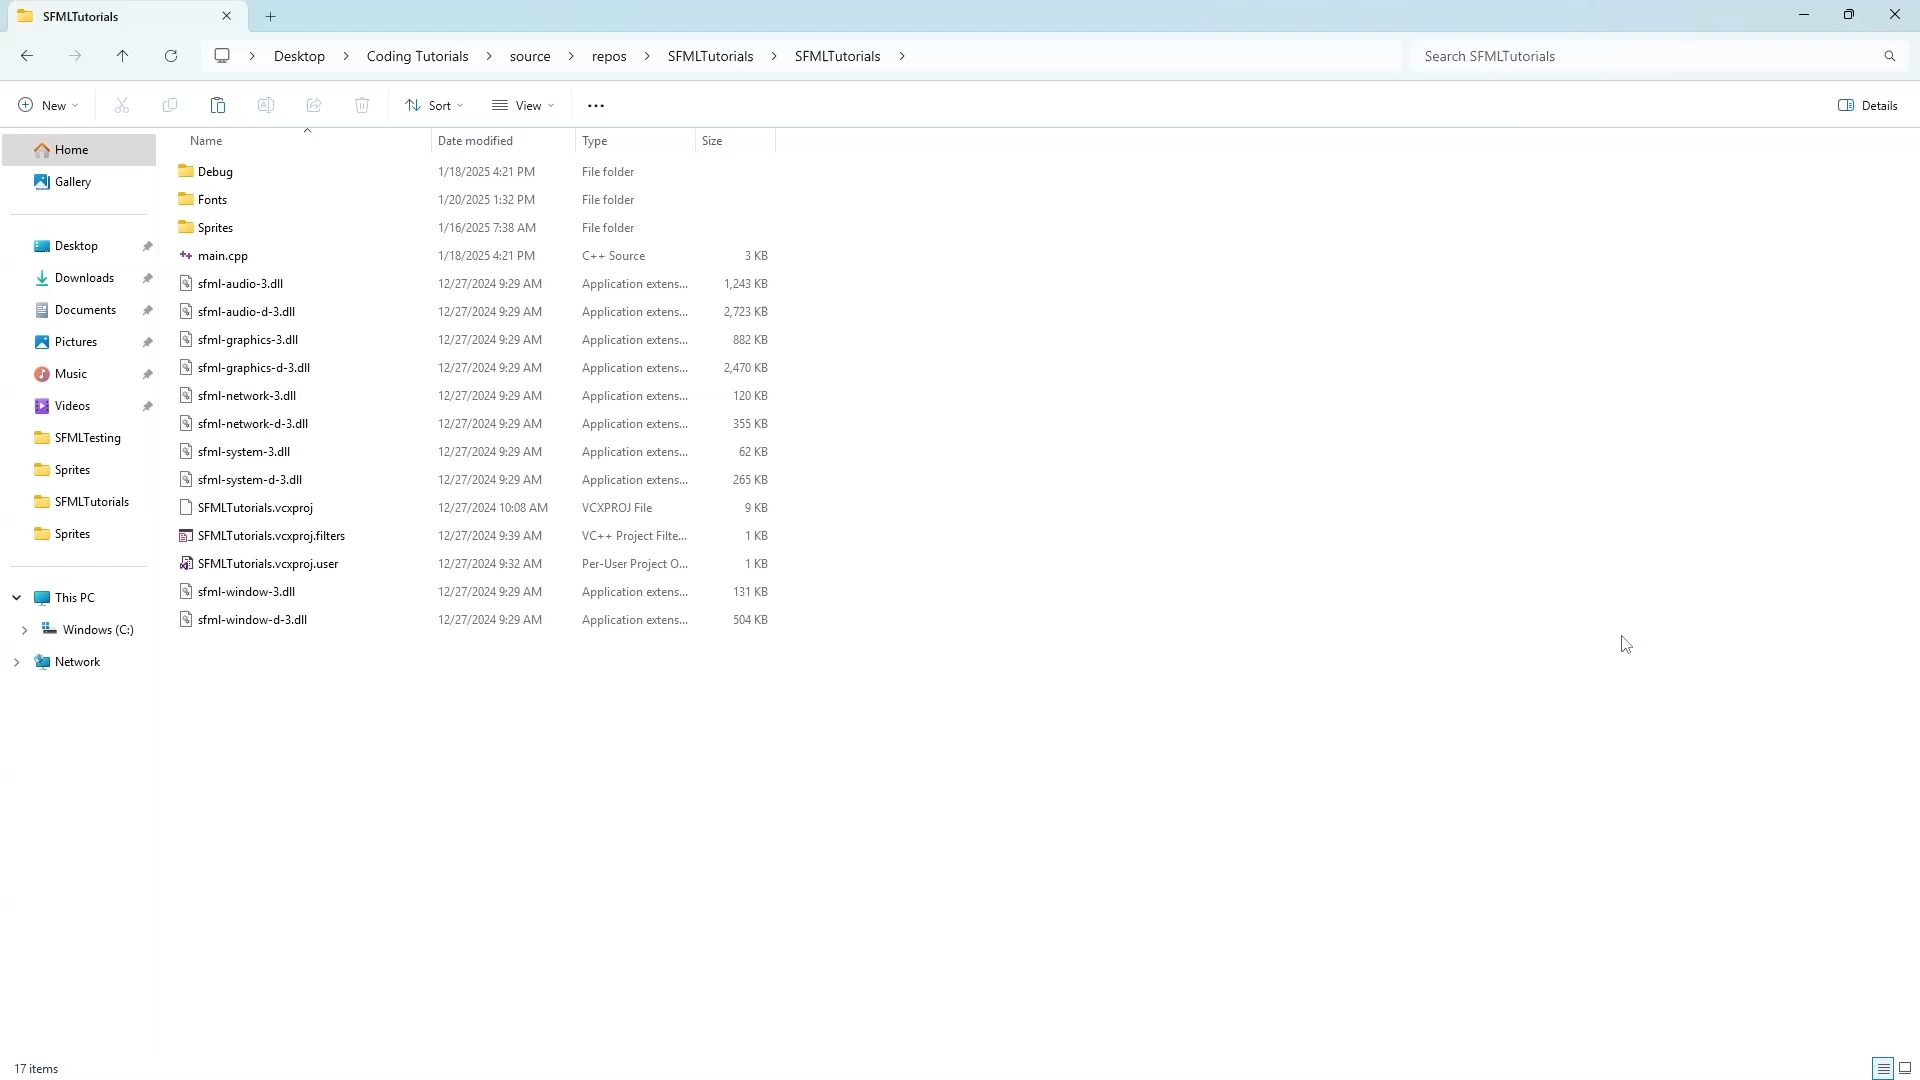 SFMLTutorials
Desktop Coding Tutorials source repos SFMLTutorials SFMLTutorials
Search SFMLTutorials
New Sort View ... Details
Name Date modified Type Size
Home
Gallery
Desktop
Downloads
Documents
Pictures
Music
Videos
SFMLTesting
Sprites
SFMLTutorials
Sprites
This PC
Windows (C:)
Network
Debug 1/18/2025 4:21 PM File folder
Fonts 1/20/2025 1:32 PM File folder
Sprites 1/16/2025 7:38 AM File folder
main.cpp 1/18/2025 4:21 PM C++ Source 3 KB
sfml-audio-3.dll 12/27/2024 9:29 AM Application extens... 1,243 KB
sfml-audio-d-3.dll 12/27/2024 9:29 AM Application extens... 2,723 KB
sfml-graphics-3.dll 12/27/2024 9:29 AM Application extens... 882 KB
sfml-graphics-d-3.dll 12/27/2024 9:29 AM Application extens... 2,470 KB
sfml-network-3.dll 12/27/2024 9:29 AM Application extens... 120 KB
sfml-network-d-3.dll 12/27/2024 9:29 AM Application extens... 355 KB
sfml-system-3.dll 12/27/2024 9:29 AM Application extens... 62 KB
sfml-system-d-3.dll 12/27/2024 9:29 AM Application extens... 265 KB
SFMLTutorials.vcxproj 12/27/2024 10:08 AM VCXPROJ File 9 KB
SFMLTutorials.vcxproj.filters 12/27/2024 9:39 AM VC++ Project Filte... 1 KB
SFMLTutorials.vcxproj.user 12/27/2024 9:32 AM Per-User Project O... 1 KB
sfml-window-3.dll 12/27/2024 9:29 AM Application extens... 131 KB
sfml-window-d-3.dll 12/27/2024 9:29 AM Application extens... 504 KB
17 items